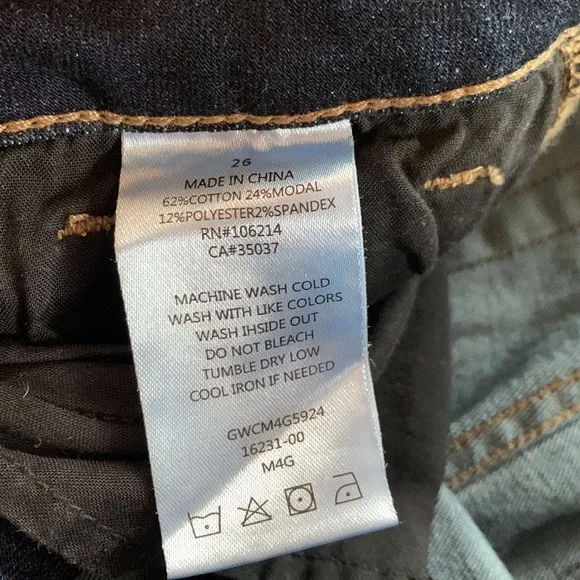 26
MADE IN CHINA
62%COTTON 24%MODAL
12%POLYESTER2%SPANDEX
RN#106214
CA#35037
MACHINE WASH COLD
WASH WITH LIKE COLORS
WASH IHSIDE OUT
DO NOT BLEACH
TUMBLE DRY LOW
COOL IRON IF NEEDED
GWCM4G5924
16231-00
M4G